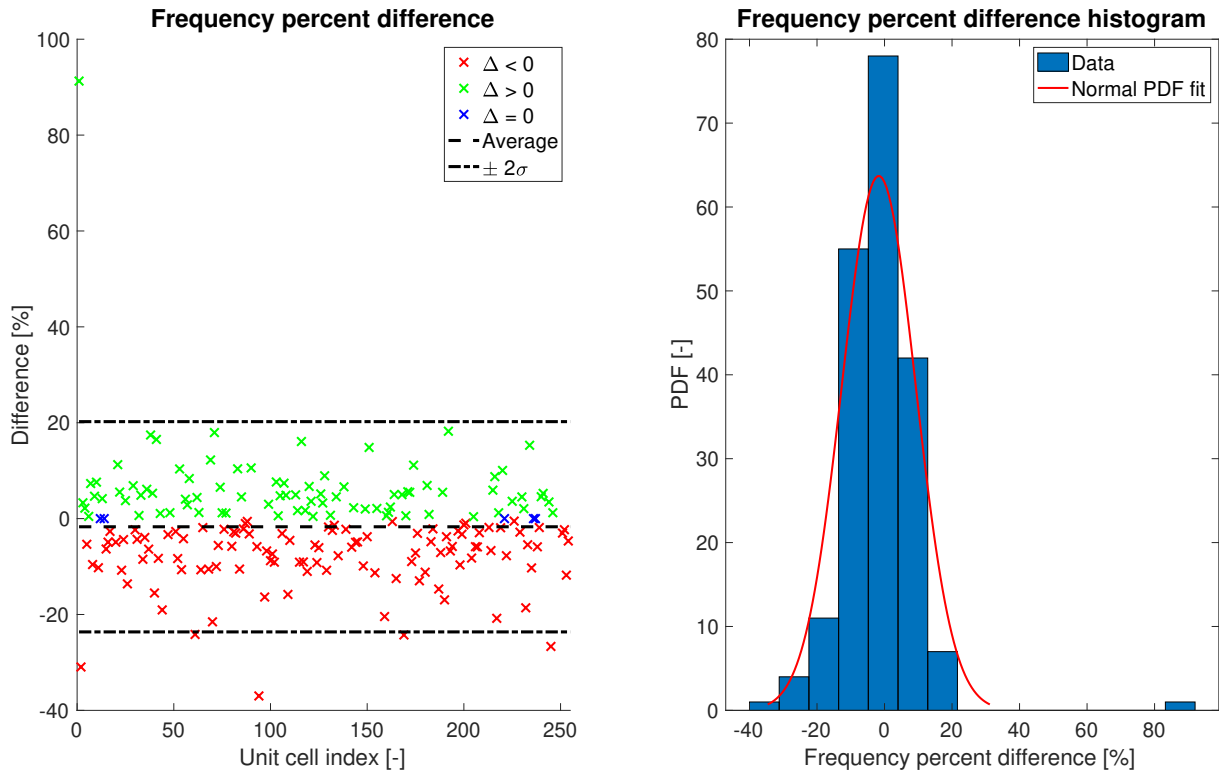 Frequency percent difference
100
80
60
40
20
0
-20
-40
Difference [%]
0
50
100
150
200
250
Unit cell index [-]
Δ < 0
Δ > 0
Δ = 0
Average
± 2σ
Frequency percent difference histogram
80
70
60
50
40
30
20
10
0
PDF [-]
-40
-20
0
20
40
60
80
Frequency percent difference [%]
Data
Normal PDF fit